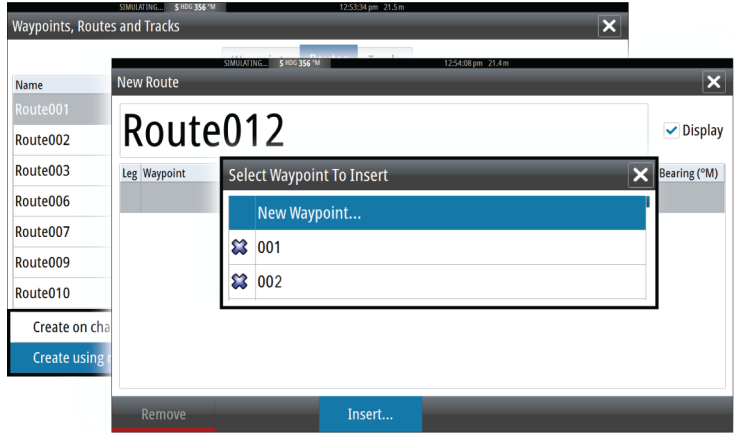 SIMULATING... S HDG 356 °M 12:53:34 pm 21.5 m
Waypoints, Routes and Tracks
Name
Route001
Route002
Route003
Route006
Route007
Route009
Route010
Create on cha
Create using
SIMULATING... S HDG 356 °M 12:54:08 pm 21.4 m
New Route
Route012
Display
Leg Waypoint Bearing (°M)
Select Waypoint To Insert
New Waypoint...
001
002
Remove Insert...